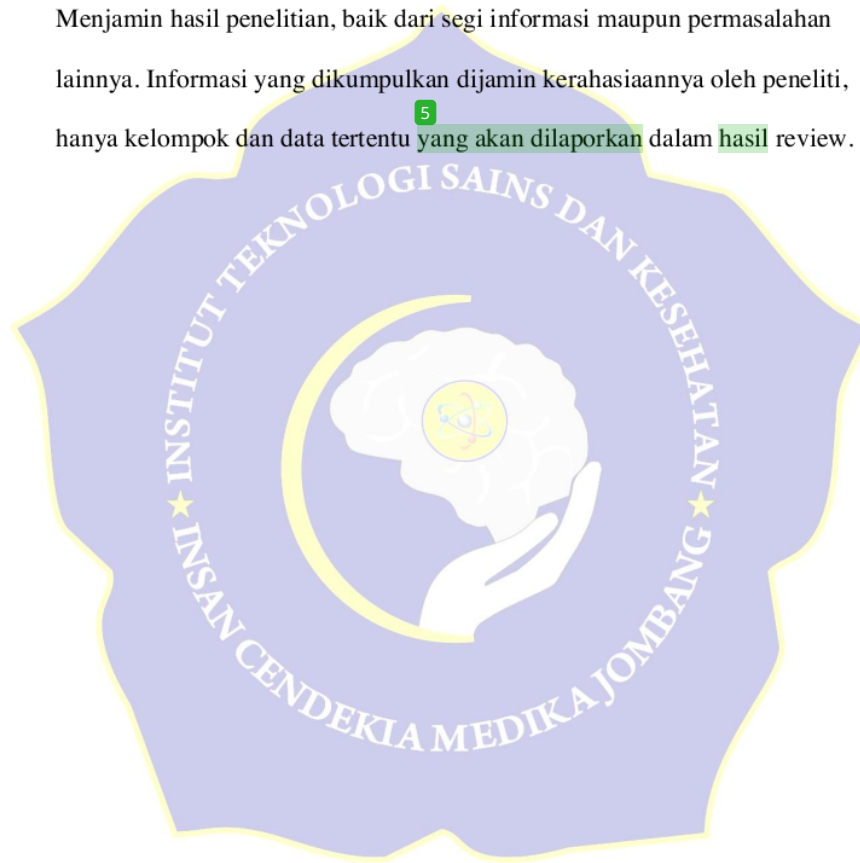 Menjamin hasil penelitian, baik dari segi informasi maupun permasalahan
lainnya. Informasi yang dikumpulkan dijamin kerahasiaannya oleh peneliti,
5
hanya kelompok dan data tertentu yang akan dilaporkan dalam hasil review.
INSTITUT TEKNOLOGI SAINS DAN KESEHATAN
INSAN CENDEKIA MEDIKA JOMBANG